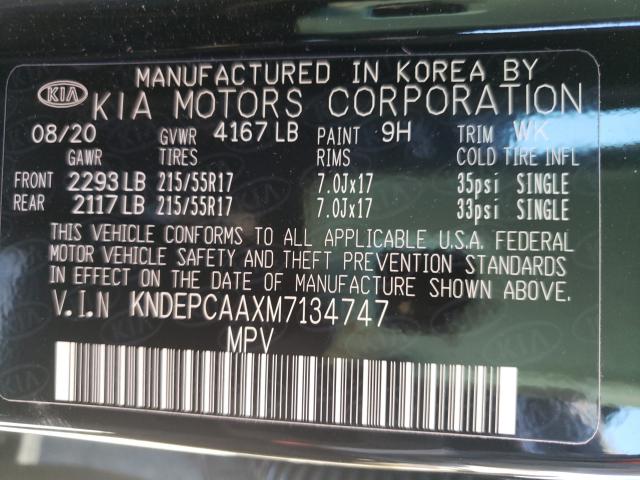 MANUFACTURED IN KOREA BY
KIA KIA MOTORS CORPORATION
08/20 GVWR 4167 LB PAINT 9H TRIM WK
GAWR TIRES RIMS COLD TIRE INFL
FRONT 2293 LB 215/55R17 7.0Jx17 35psi SINGLE
REAR 2117 LB 215/55R17 7.0Jx17 33psi SINGLE
THIS VEHICLE CONFORMS TO ALL APPLICABLE U.S.A. FEDERAL
MOTOR VEHICLE SAFETY AND THEFT PREVENTION STANDARDS
IN EFFECT ON THE DATE OF MANUFACTURE SHOWN ABOVE.
V.I.N KNDEPCAAXM7134747
MPV